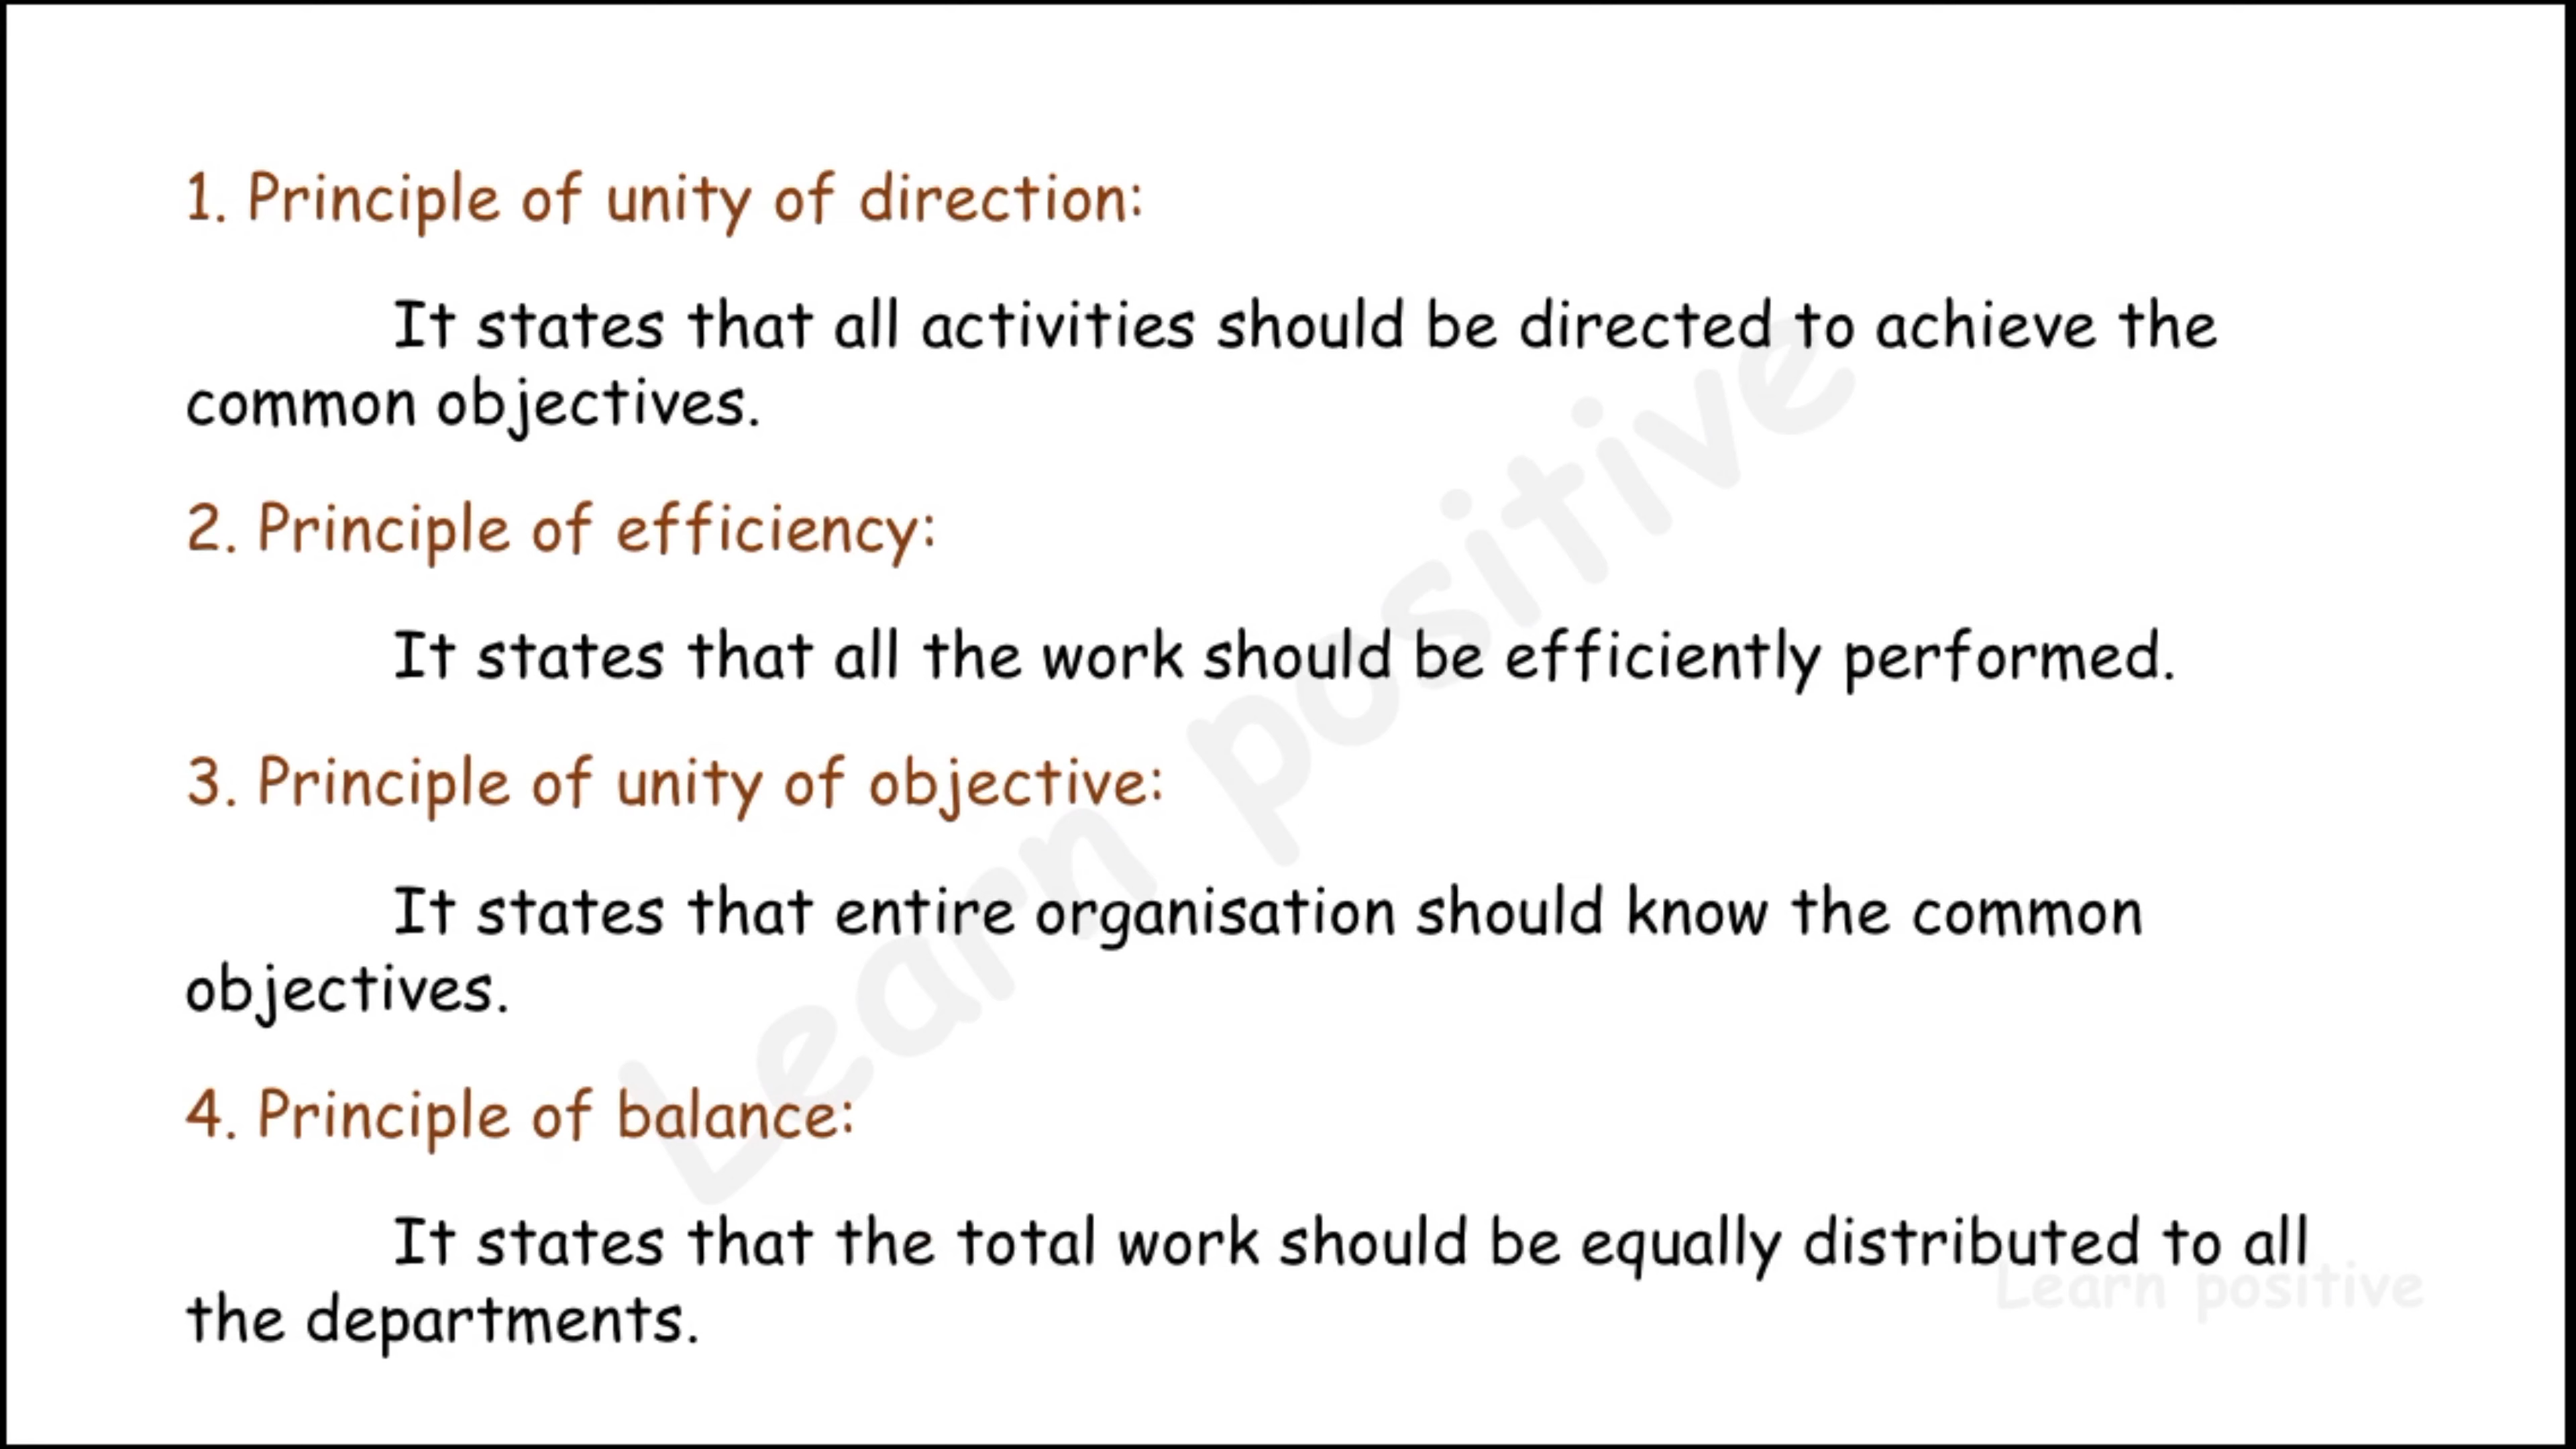 1. Principle of unity of direction:
It states that all activities should be directed to achieve the
common objectives.
2. Principle of efficiency:
It states that all the work should be efficiently performed.
3. Principle of unity of objective:
It states that entire organisation should know the common
objectives.
4. Principle of balance:
It states that the total work should be equally distributed to all
the departments.
Learn positive
Learn positive